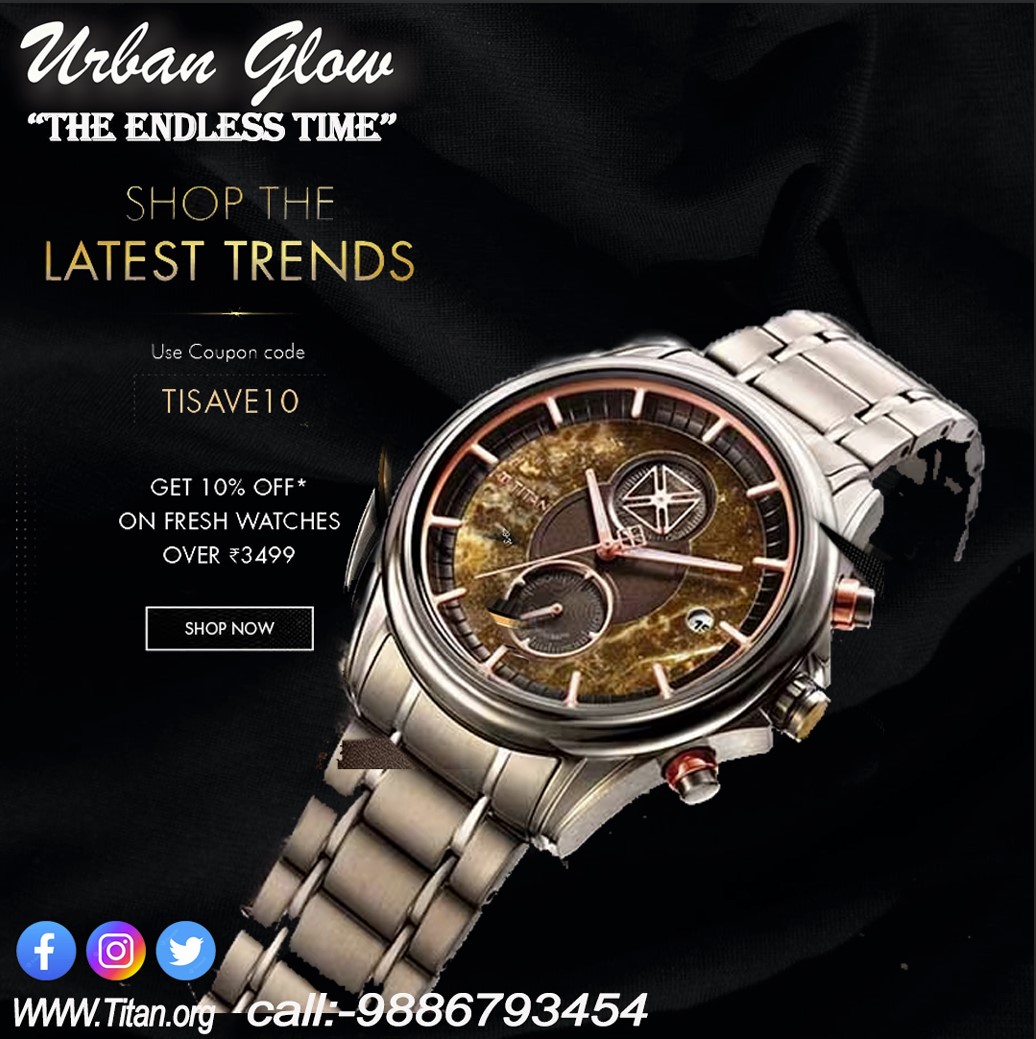 Urban Glow
“THE ENDLESS TIME”
SHOP THE
LATEST TRENDS
Use Coupon code
TISAVE10
GET 10% OFF*
ON FRESH WATCHES
OVER ₹3499
SHOP NOW
TITAN
WWW.Titan.org call:-9886793454